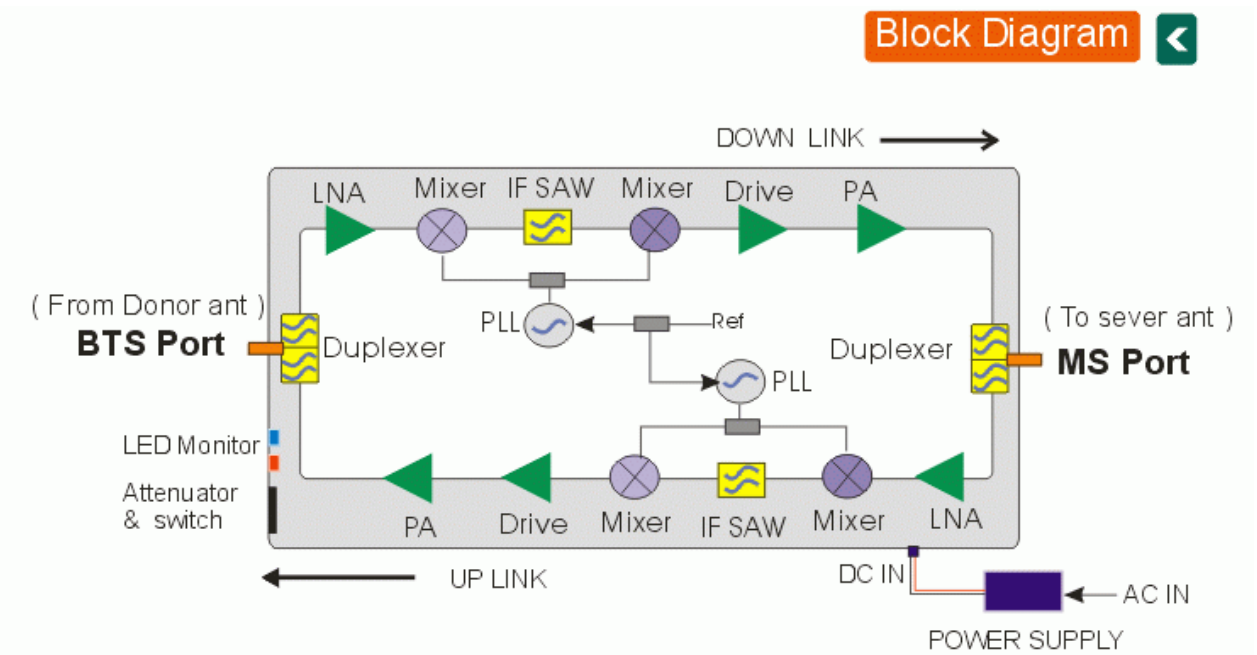 Block Diagram
DOWN LINK
LNA
Mixer
IF SAW
Mixer
Drive
PA
( From Donor ant )
BTS Port
Duplexer
PLL
Ref
PLL
Duplexer
( To sever ant )
MS Port
LED Monitor
Attenuator
& switch
PA
Drive
Mixer
IF SAW
Mixer
LNA
UP LINK
DC IN
AC IN
POWER SUPPLY